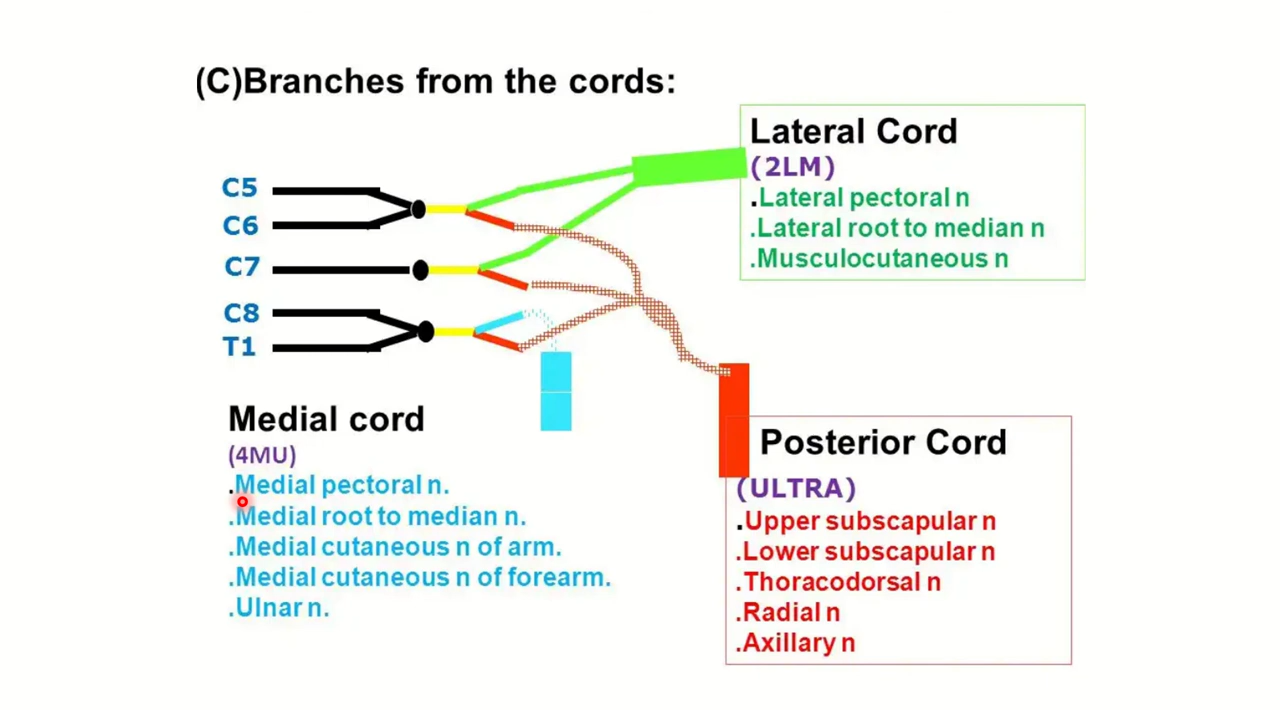 (C)Branches from the cords:
Lateral Cord
(2LM)
.Lateral pectoral n
.Lateral root to median n
.Musculocutaneous n
C5
C6
C7
C8
T1
Medial cord
(4MU)
.Medial pectoral n.
.Medial root to median n.
.Medial cutaneous n of arm.
.Medial cutaneous n of forearm.
.Ulnar n.
Posterior Cord
(ULTRA)
.Upper subscapular n
.Lower subscapular n
.Thoracodorsal n
.Radial n
.Axillary n